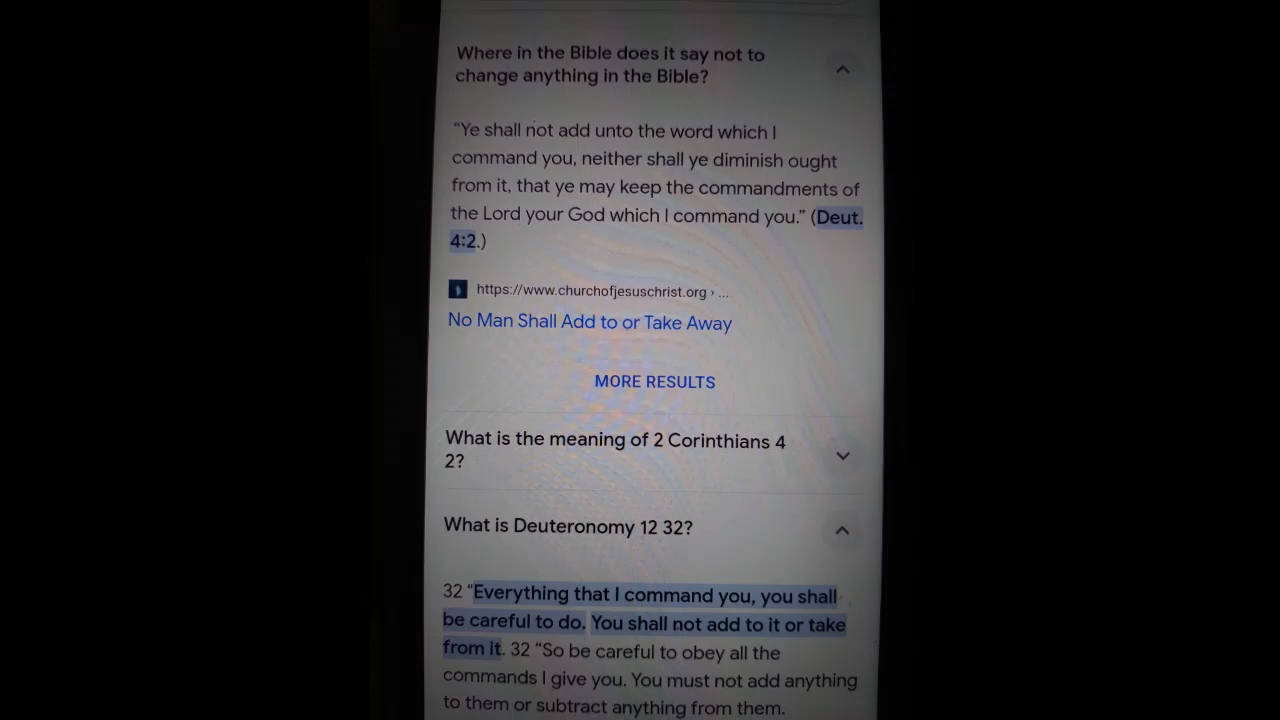 Where in the Bible does it say not to
change anything in the Bible?
“Ye shall not add unto the word which I
command you, neither shall ye diminish ought
from it, that ye may keep the commandments of
the Lord your God which I command you.” (Deut.
4:2.)
https://www.churchofjesuschrist.org › ...
No Man Shall Add to or Take Away
MORE RESULTS
What is the meaning of 2 Corinthians 4
2?
What is Deuteronomy 12 32?
32 “Everything that I command you, you shall
be careful to do. You shall not add to it or take
from it. 32 “So be careful to obey all the
commands I give you. You must not add anything
to them or subtract anything from them.